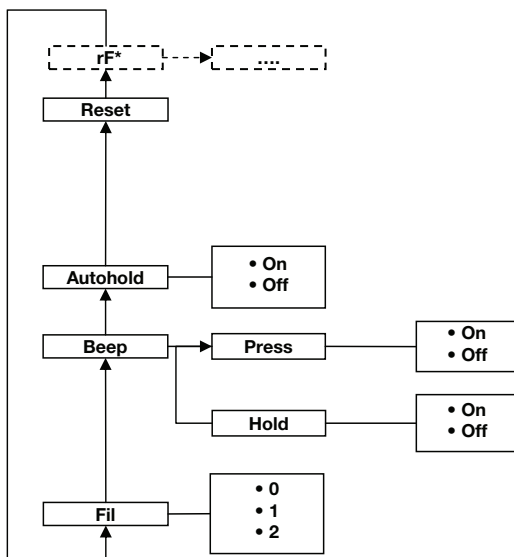 rF*
....
Reset
Autohold
• On
• Off
Beep
Press
• On
• Off
Hold
• On
• Off
Fil
• 0
• 1
• 2